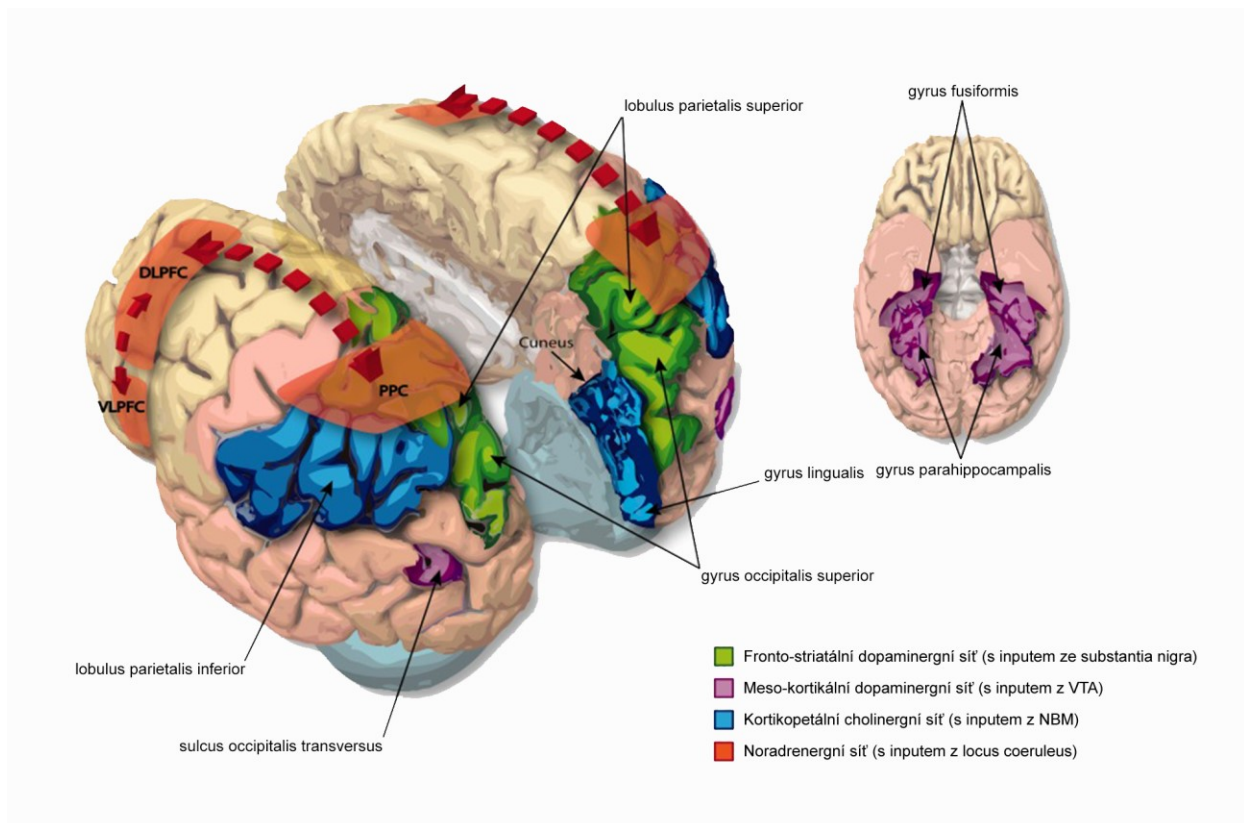 gyrus fusiformis
lobulus parietalis superior
DLPFC
Cuneus
PPC
VLPFC
gyrus lingualis
gyrus parahippocampalis
gyrus occipitalis superior
lobulus parietalis inferior
sulcus occipitalis transversus
Fronto-striatální dopaminergní síť (s inputem ze substantia nigra)
Meso-kortikální dopaminergní síť (s inputem z VTA)
Kortikopetální cholinergní síť (s inputem z NBM)
Noradrenergní síť (s inputem z locus coeruleus)